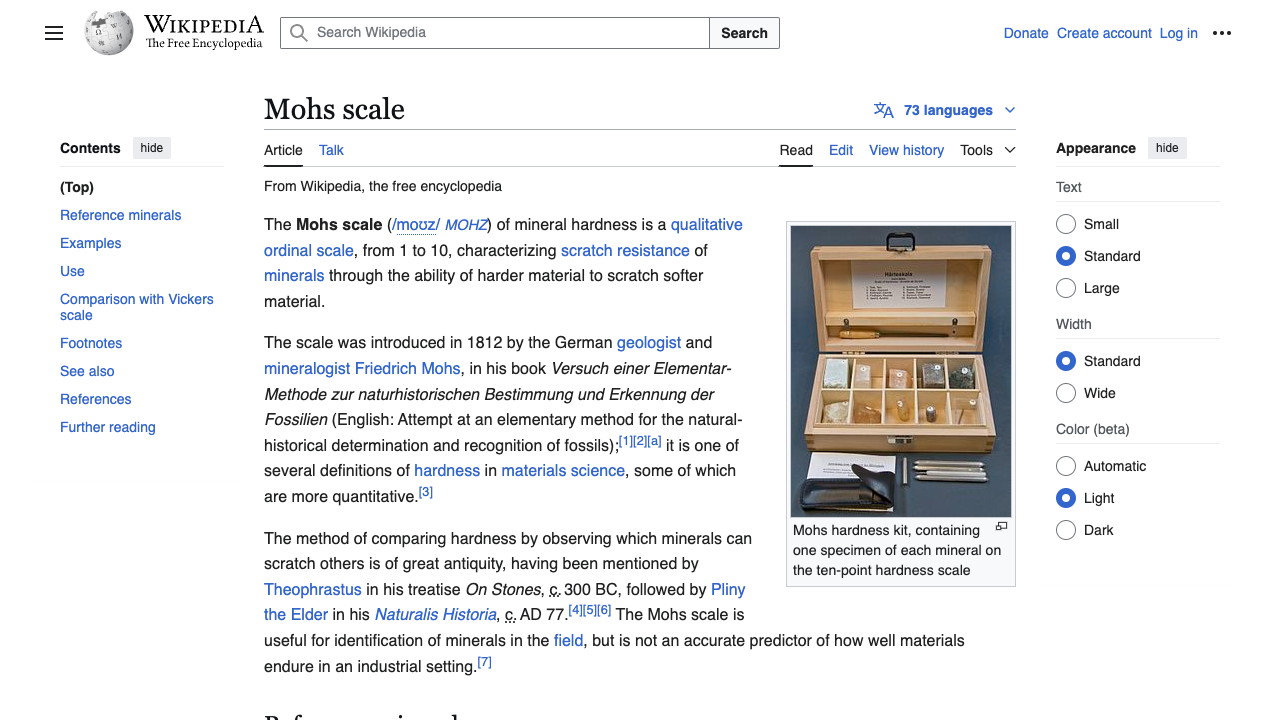 WIKIPEDIA
The Free Encyclopedia
Search Wikipedia
Search
Donate Create account Log in
Mohs scale
73 languages
Contents hide
Article Talk
Read Edit View history Tools
Appearance hide
From Wikipedia, the free encyclopedia
(Top)
Reference minerals
Examples
Use
Comparison with Vickers
scale
Footnotes
See also
References
Further reading
The Mohs scale (/moʊz/ MOHZ) of mineral hardness is a qualitative
ordinal scale, from 1 to 10, characterizing scratch resistance of
minerals through the ability of harder material to scratch softer
material.
The scale was introduced in 1812 by the German geologist and
mineralogist Friedrich Mohs, in his book Versuch einer Elementar-
Methode zur naturhistorischen Bestimmung und Erkennung der
Fossilien (English: Attempt at an elementary method for the natural-
historical determination and recognition of fossils);[1][2][a] it is one of
several definitions of hardness in materials science, some of which
are more quantitative.[3]
The method of comparing hardness by observing which minerals can
scratch others is of great antiquity, having been mentioned by
Theophrastus in his treatise On Stones, c. 300 BC, followed by Pliny
the Elder in his Naturalis Historia, c. AD 77.[4][5][6] The Mohs scale is
useful for identification of minerals in the field, but is not an accurate predictor of how well materials
endure in an industrial setting.[7]
Härteskala
Mohs hardness kit, containing
one specimen of each mineral on
the ten-point hardness scale
Text
Small
Standard
Large
Width
Standard
Wide
Color (beta)
Automatic
Light
Dark